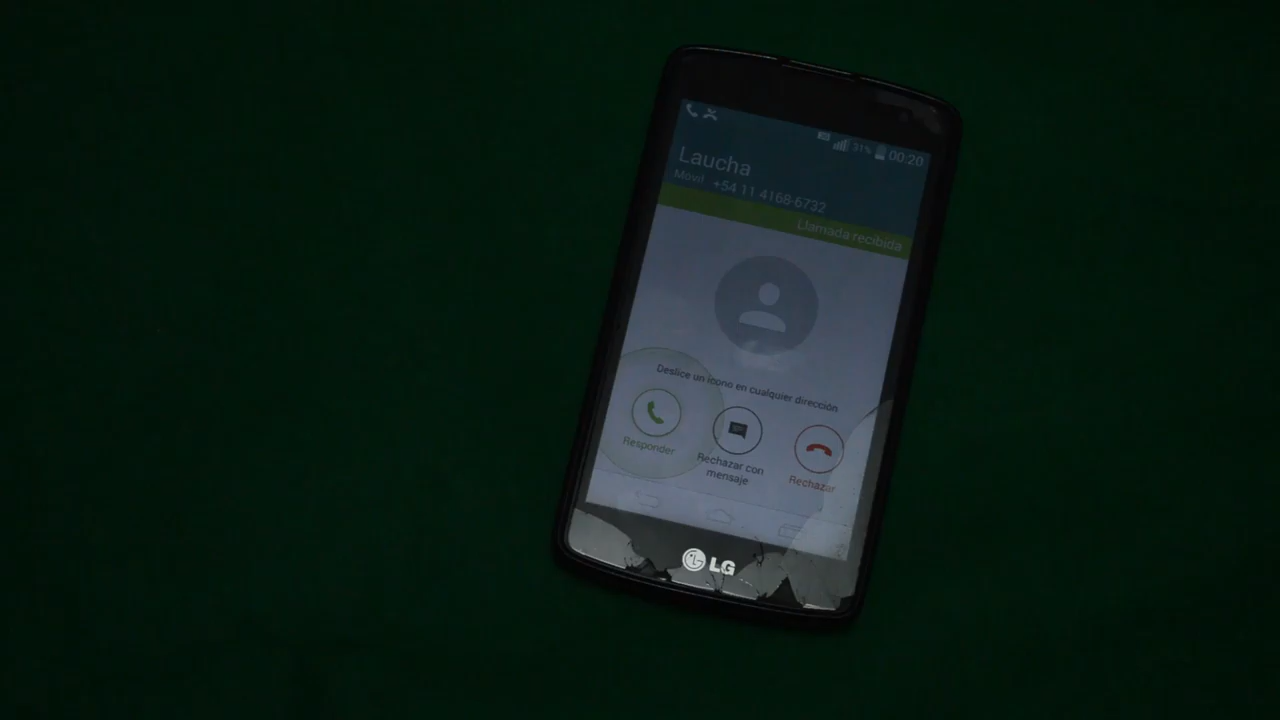 31% 00:20
Laucha
Móvil +54 11 4168-6732
Llamada recibida
Deslice un icono en cualquier dirección
Responder
Rechazar con
mensaje
Rechazar
LG